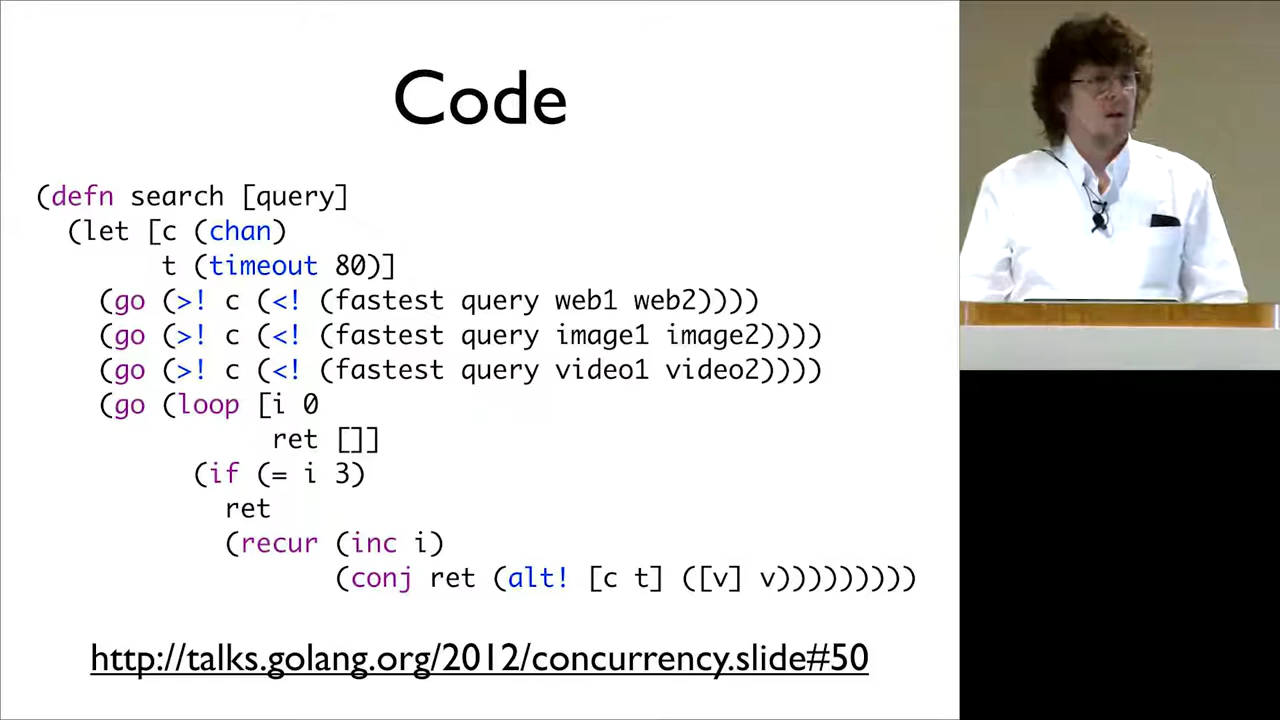 Code
(defn search [query]
(let [c (chan)
t (timeout 80)]
(go (>! c (<! (fastest query web1 web2))))
(go (>! c (<! (fastest query image1 image2))))
(go (>! c (<! (fastest query video1 video2))))
(go (loop [i 0
ret []]
(if (= i 3)
ret
(recur (inc i)
(conj ret (alt! [c t] ([v] v)))))))))
http://talks.golang.org/2012/concurrency.slide#50